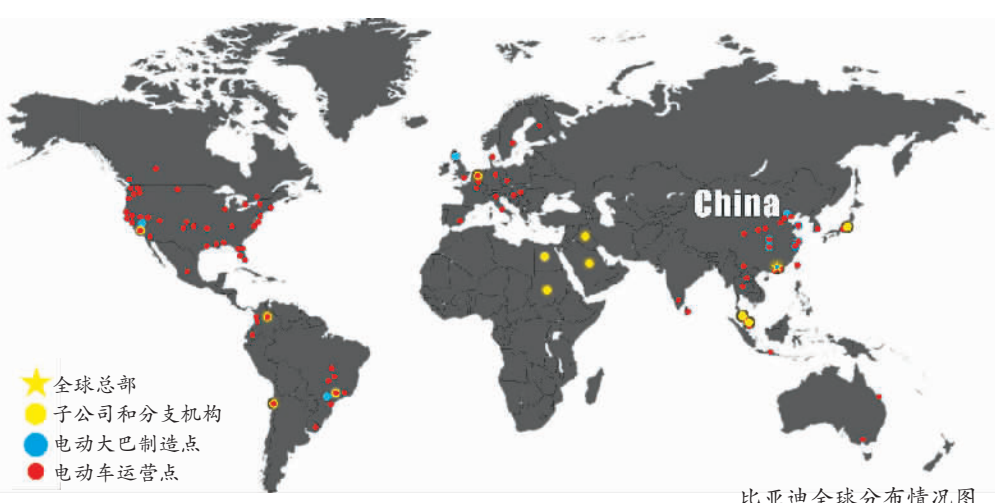 China
全球总部
子公司和分支机构
电动大巴制造点
电动车运营点
比亚迪全球分布情况图